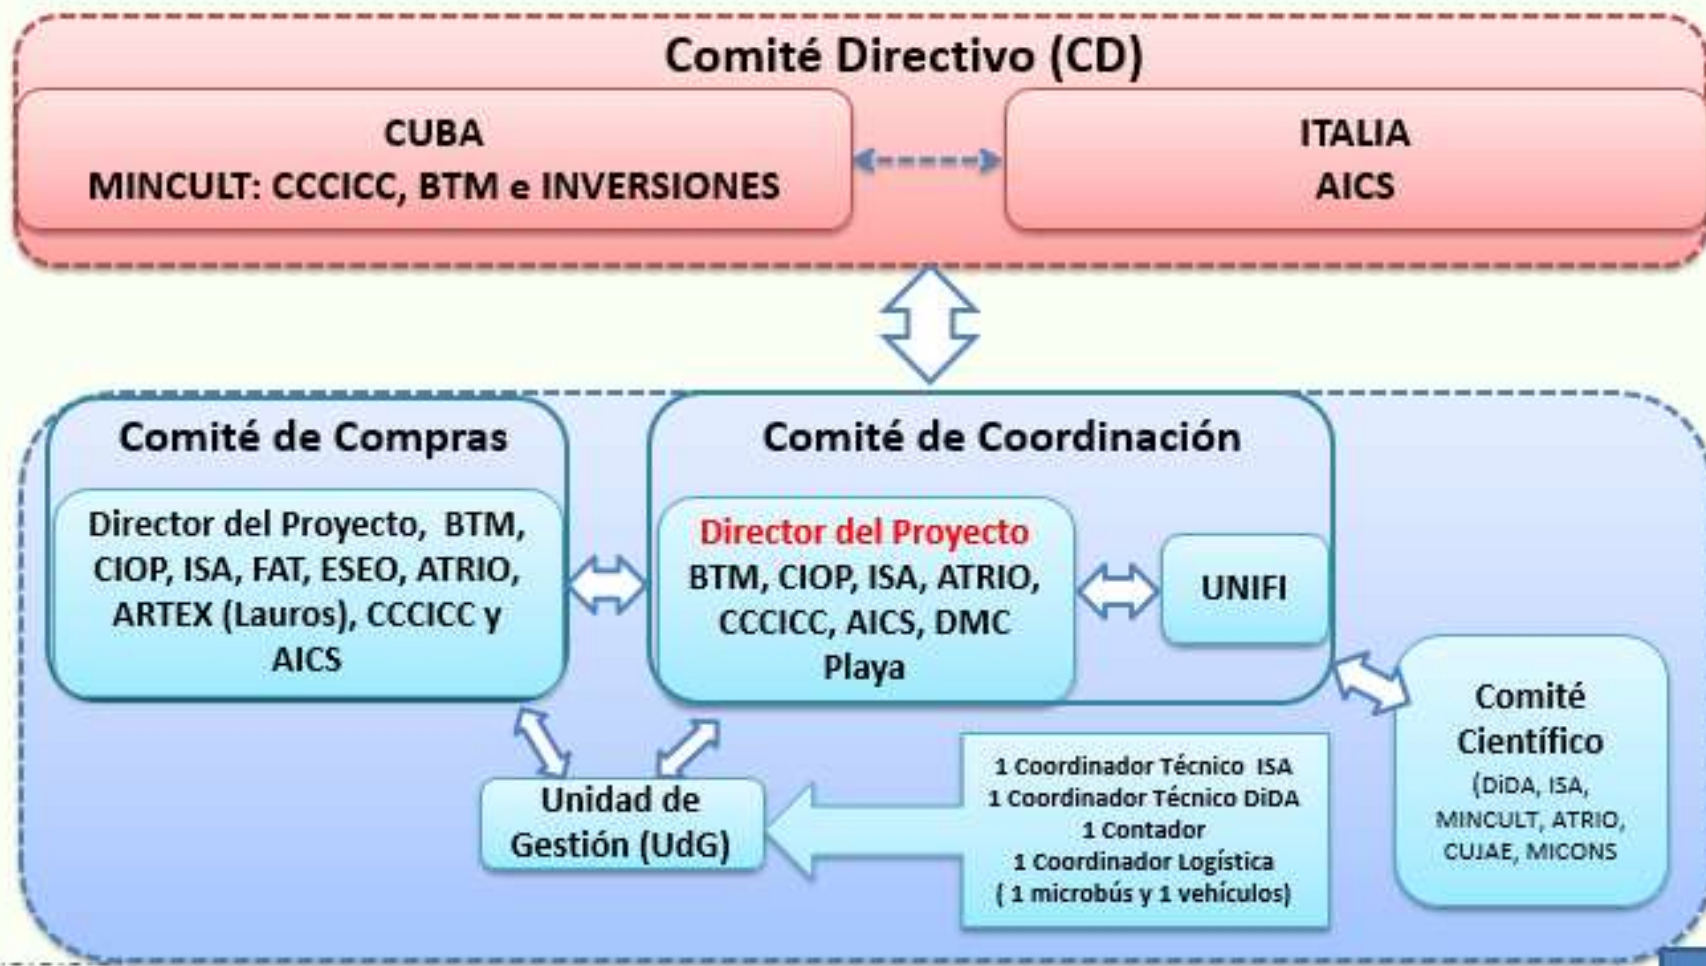 Comité Directivo (CD)
CUBA
MINCULT: CCCICC, BTM e INVERSIONES
ITALIA
AICS
Comité de Compras
Director del Proyecto, BTM,
CIOP, ISA, FAT, ESEO, ATRIO,
ARTEX (Lauros), CCCICC y
AICS
Comité de Coordinación
Director del Proyecto
BTM, CIOP, ISA, ATRIO,
CCCICC, AICS, DMC
Playa
UNIFI
Comité
Científico
(DiDA, ISA,
MINCULT, ATRIO,
CUJAE, MICONS
Unidad de
Gestión (UdG)
1 Coordinador Técnico ISA
1 Coordinador Técnico DiDA
1 Contador
1 Coordinador Logística
( 1 microbús y 1 vehículos)